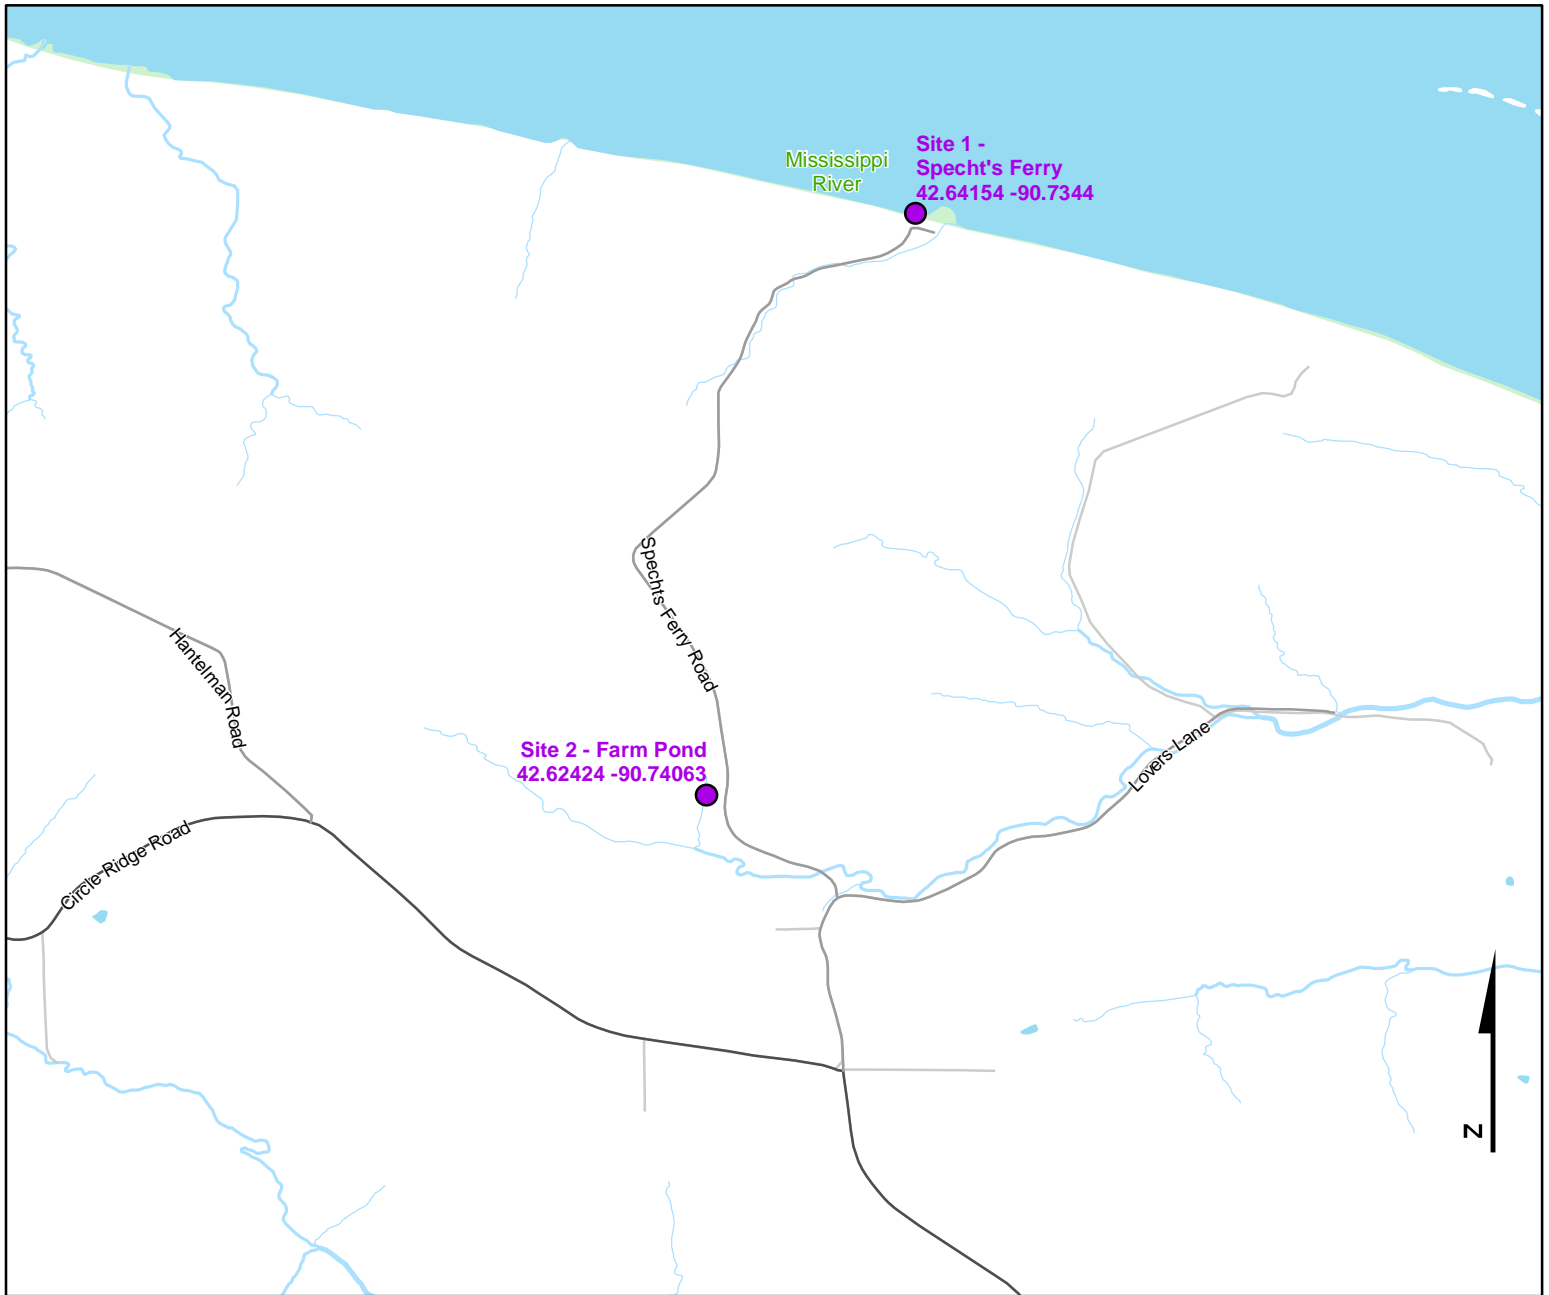 Mississippi
River
Site 1 -
Specht's Ferry
42.64154 -90.7344
Spechts Ferry Road
Hantelman Road
Site 2 - Farm Pond
42.62424 -90.74063
Lovers Lane
Circle Ridge Road
N